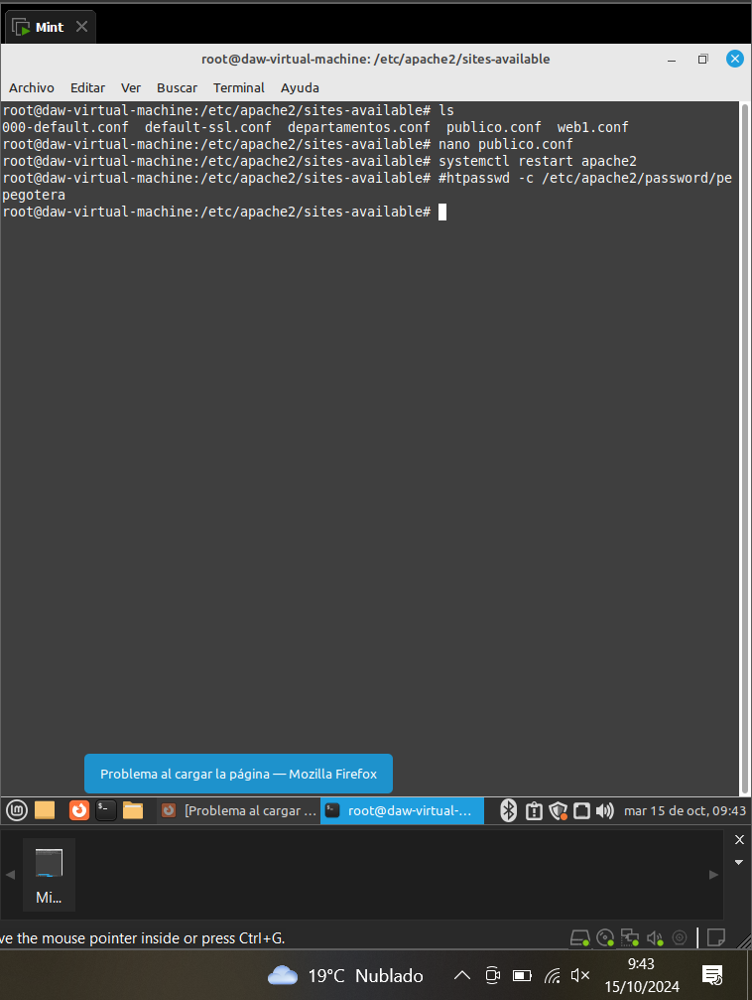 Mint
root@daw-virtual-machine: /etc/apache2/sites-available
Archivo Editar Ver Buscar Terminal Ayuda
root@daw-virtual-machine:/etc/apache2/sites-available# ls
000-default.conf default-ssl.conf departamentos.conf publico.conf web1.conf
root@daw-virtual-machine:/etc/apache2/sites-available# nano publico.conf
root@daw-virtual-machine:/etc/apache2/sites-available# systemctl restart apache2
root@daw-virtual-machine:/etc/apache2/sites-available# #htpasswd -c /etc/apache2/password/pe
pegotera
root@daw-virtual-machine:/etc/apache2/sites-available#
Problema al cargar la página — Mozilla Firefox
[Problema al cargar ... root@daw-virtual-... mar 15 de oct, 09:43
Mi...
ve the mouse pointer inside or press Ctrl+G.
19°C Nublado 9:43
15/10/2024